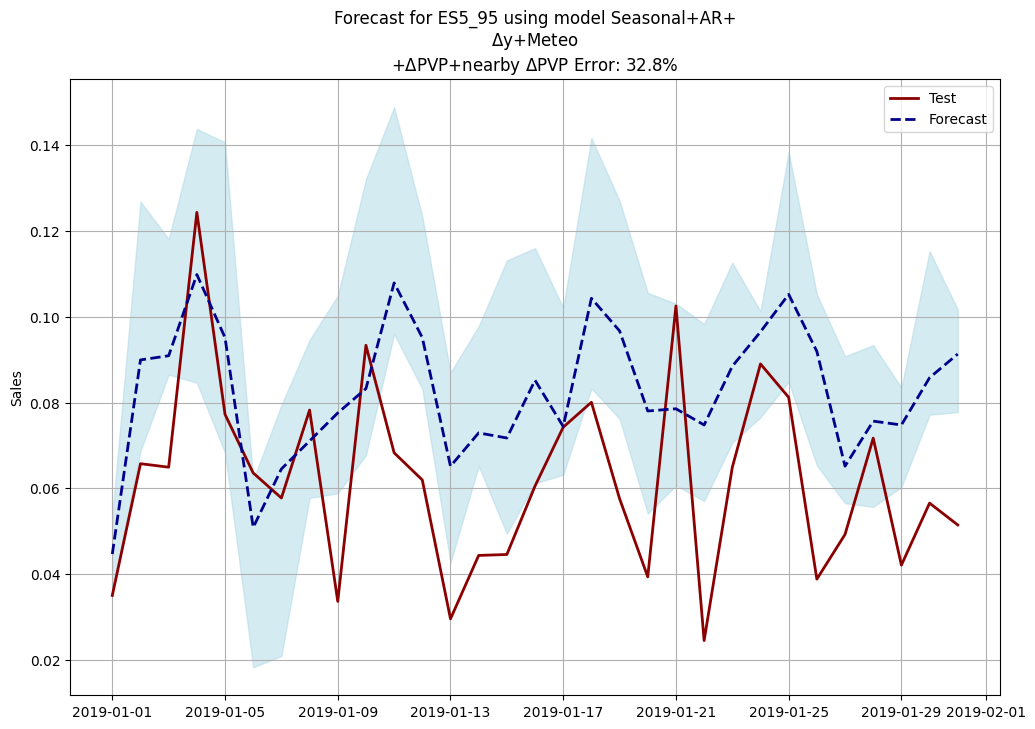 Forecast for ES5_95 using model Seasonal+AR+
Δy+Meteo
+ΔPVP+nearby ΔPVP Error: 32.8%
Test
Forecast
Sales
0.14
0.12
0.10
0.08
0.06
0.04
0.02
2019-01-01
2019-01-05
2019-01-09
2019-01-13
2019-01-17
2019-01-21
2019-01-25
2019-01-29
2019-02-01